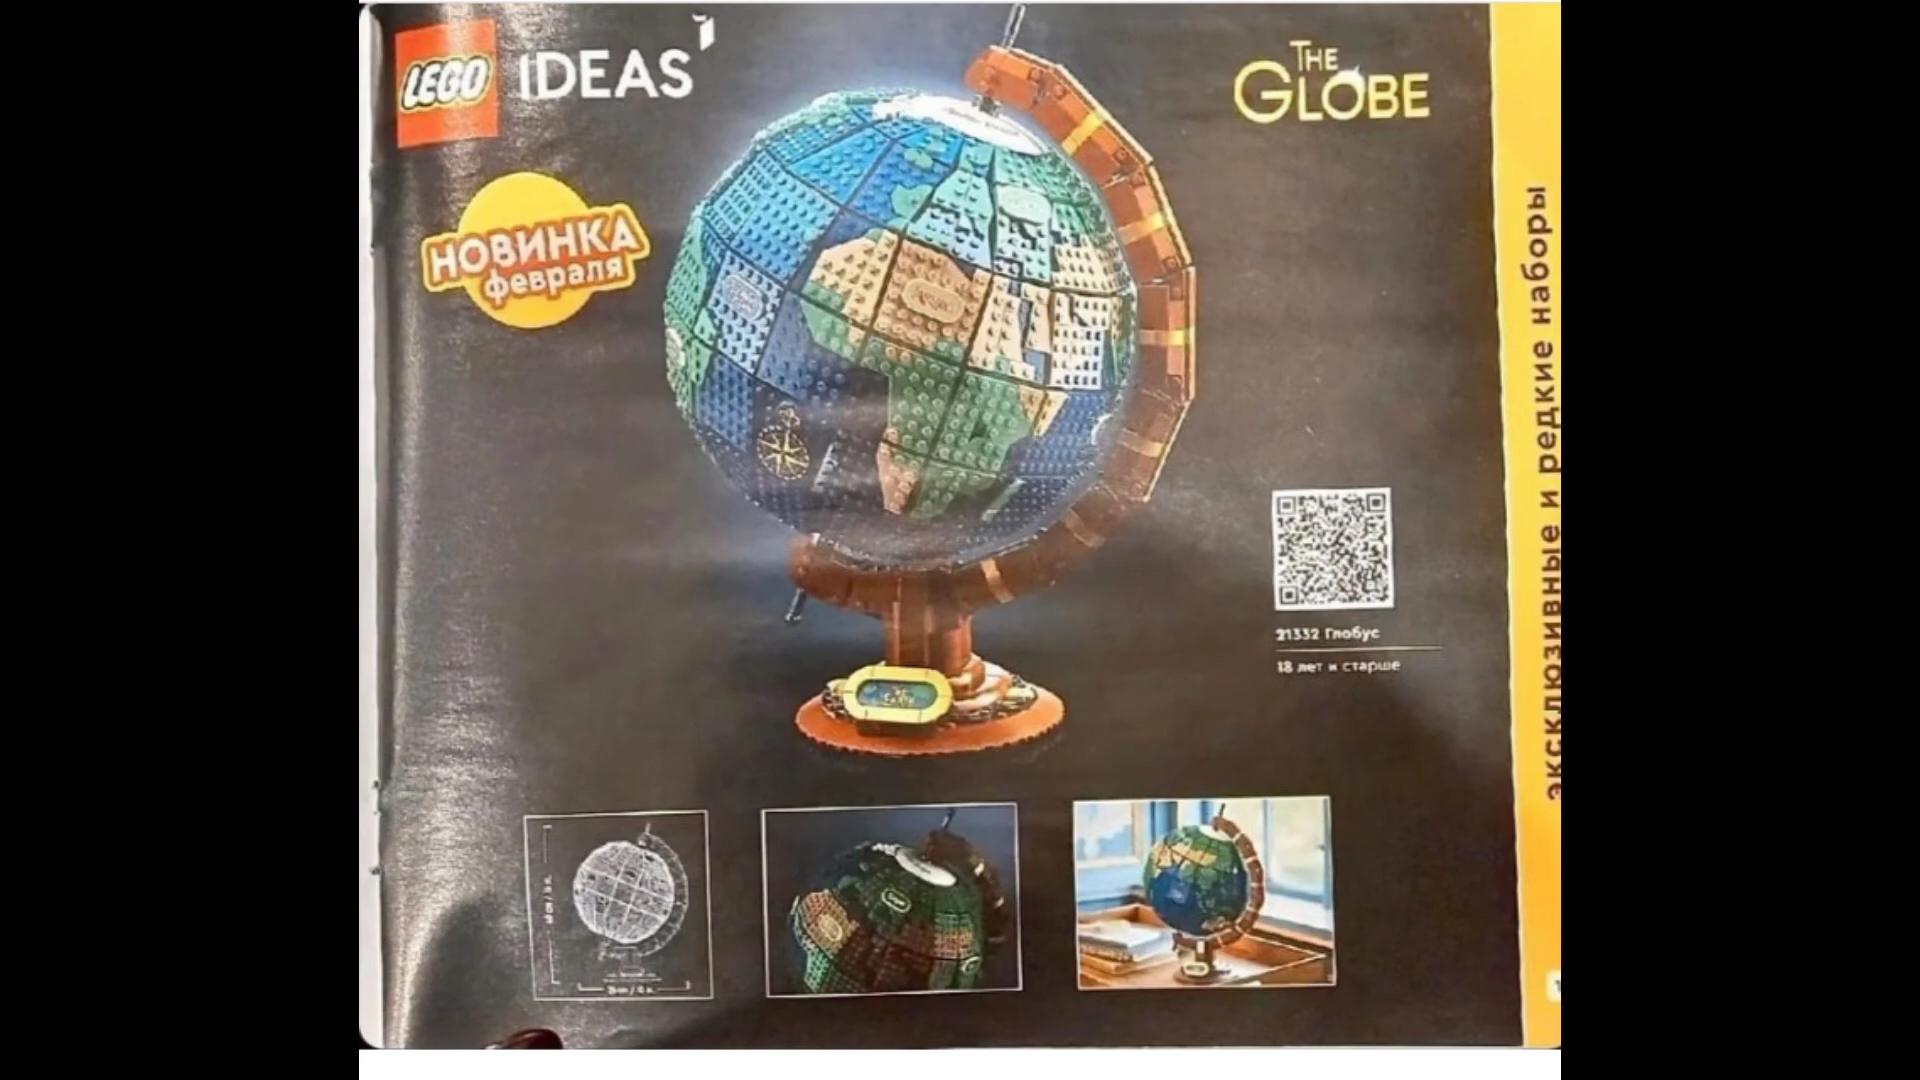 LEGO
IDEAS
THE
GLOBE
НОВИНКА
февраля
21332 Глобус
18 лет и старше
эксклюзивные и редкие наборы